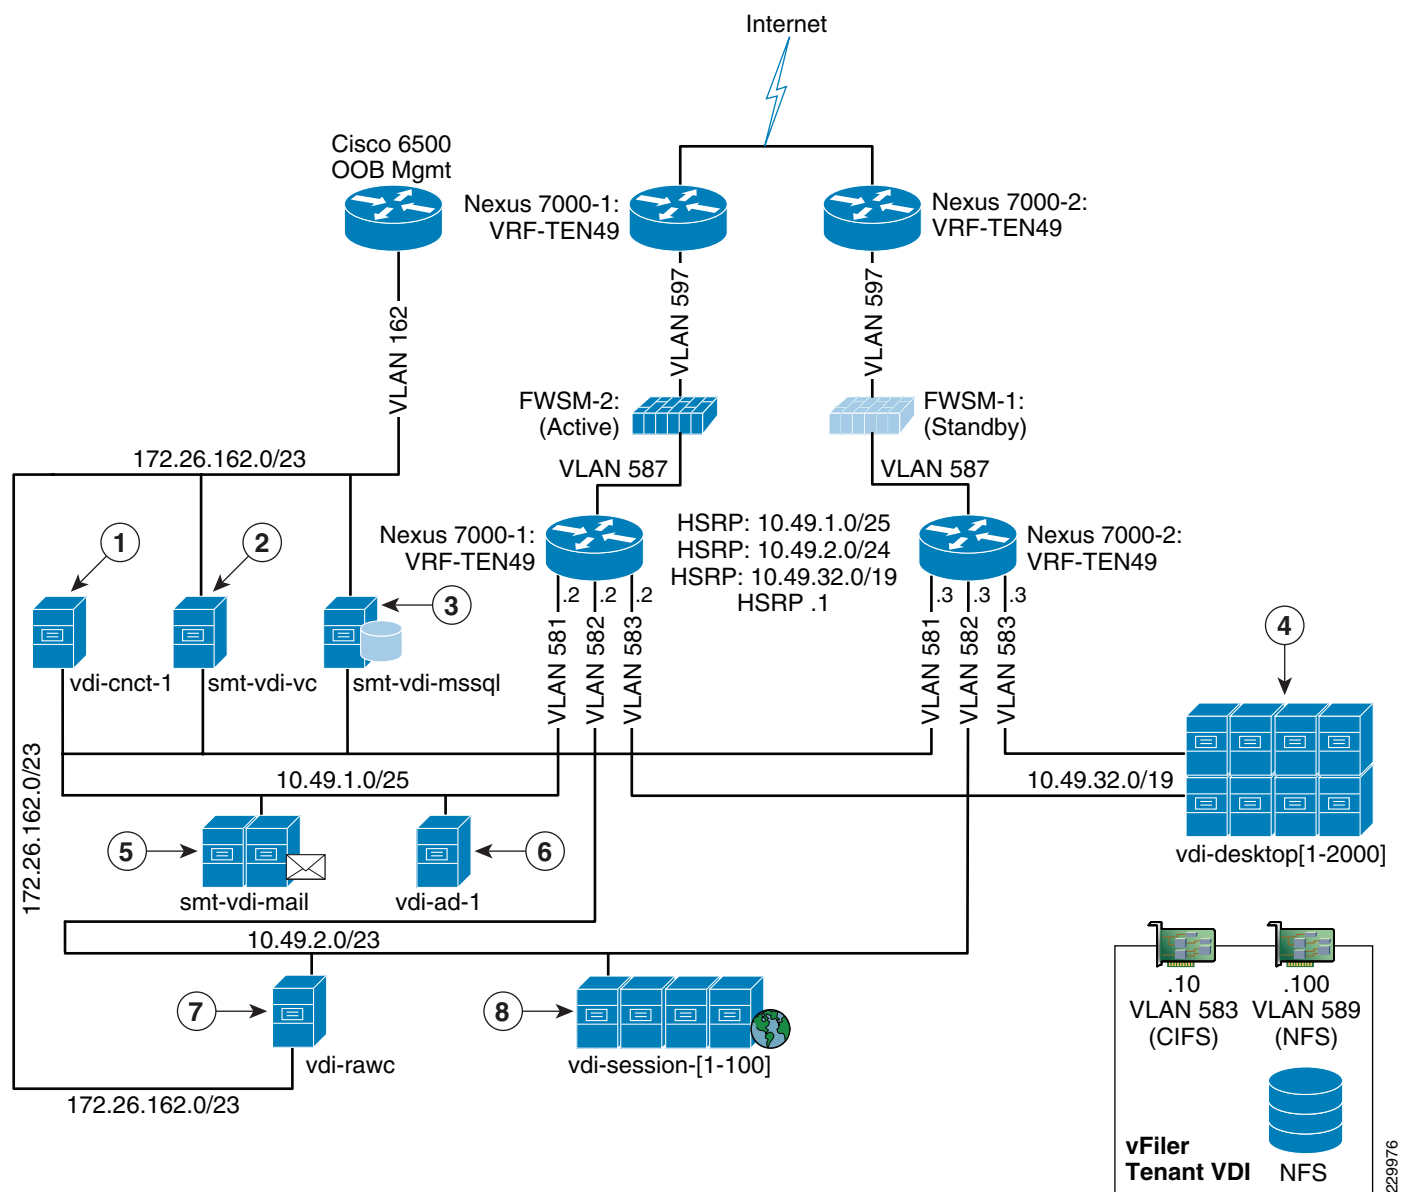 Internet
Cisco 6500
OOB Mgmt
Nexus 7000-1:
VRF-TEN49
Nexus 7000-2:
VRF-TEN49
VLAN 162
VLAN 597
VLAN 597
FWSM-2:
(Active)
FWSM-1:
(Standby)
172.26.162.0/23
VLAN 587
VLAN 587
1
2
3
Nexus 7000-1:
VRF-TEN49
HSRP: 10.49.1.0/25
HSRP: 10.49.2.0/24
HSRP: 10.49.32.0/19
HSRP .1
Nexus 7000-2:
VRF-TEN49
.2
.2
.2
.3
.3
.3
VLAN 581
VLAN 582
VLAN 583
VLAN 581
VLAN 582
VLAN 583
4
vdi-cnct-1
smt-vdi-vc
smt-vdi-mssql
172.26.162.0/23
10.49.1.0/25
10.49.32.0/19
5
6
vdi-desktop[1-2000]
smt-vdi-mail
vdi-ad-1
10.49.2.0/23
7
8
vdi-rawc
vdi-session-[1-100]
172.26.162.0/23
.10
VLAN 583
(CIFS)
.100
VLAN 589
(NFS)
vFiler
Tenant VDI
NFS
229976